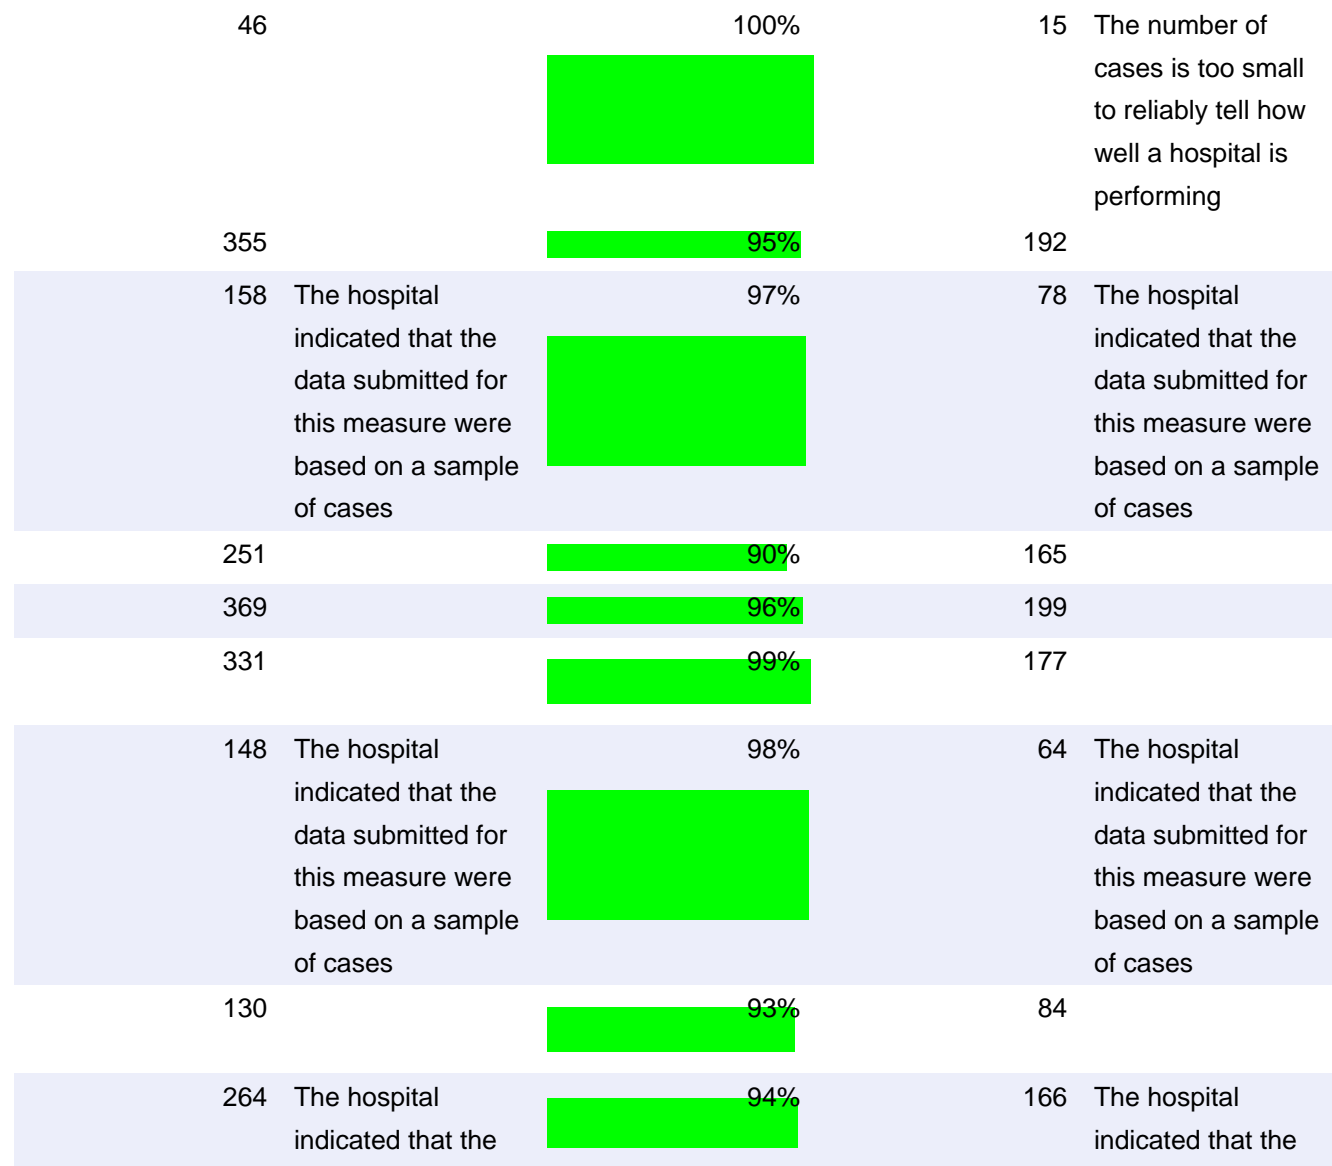 46 100% 15 The number of
cases is too small
to reliably tell how
well a hospital is
performing
355 95% 192
158 The hospital 97% 78 The hospital
indicated that the indicated that the
data submitted for data submitted for
this measure were this measure were
based on a sample based on a sample
of cases of cases
251 90% 165
369 96% 199
331 99% 177
148 The hospital 98% 64 The hospital
indicated that the indicated that the
data submitted for data submitted for
this measure were this measure were
based on a sample based on a sample
of cases of cases
130 93% 84
264 The hospital 94% 166 The hospital
indicated that the indicated that the